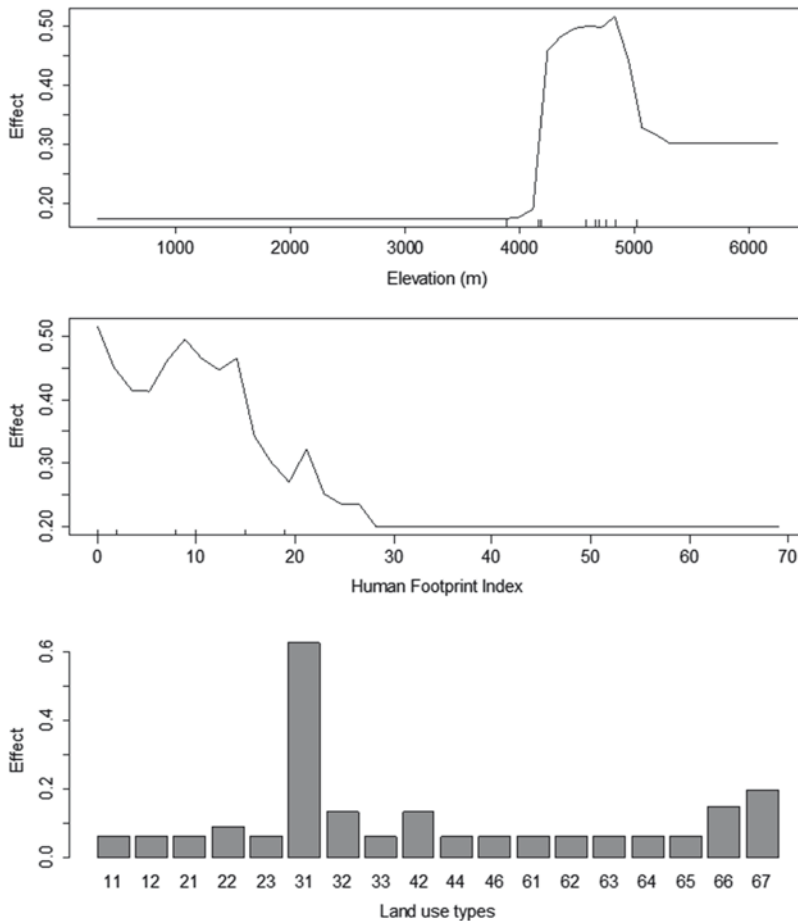 0.50
0.40
0.30
0.20
Effect
1000 2000 3000 4000 5000 6000
Elevation (m)
0.50
0.40
0.30
0.20
Effect
0 10 20 30 40 50 60 70
Human Footprint Index
0.6
0.4
0.2
0.0
Effect
11 12 21 22 23 31 32 33 42 44 46 61 62 63 64 65 66 67
Land use types